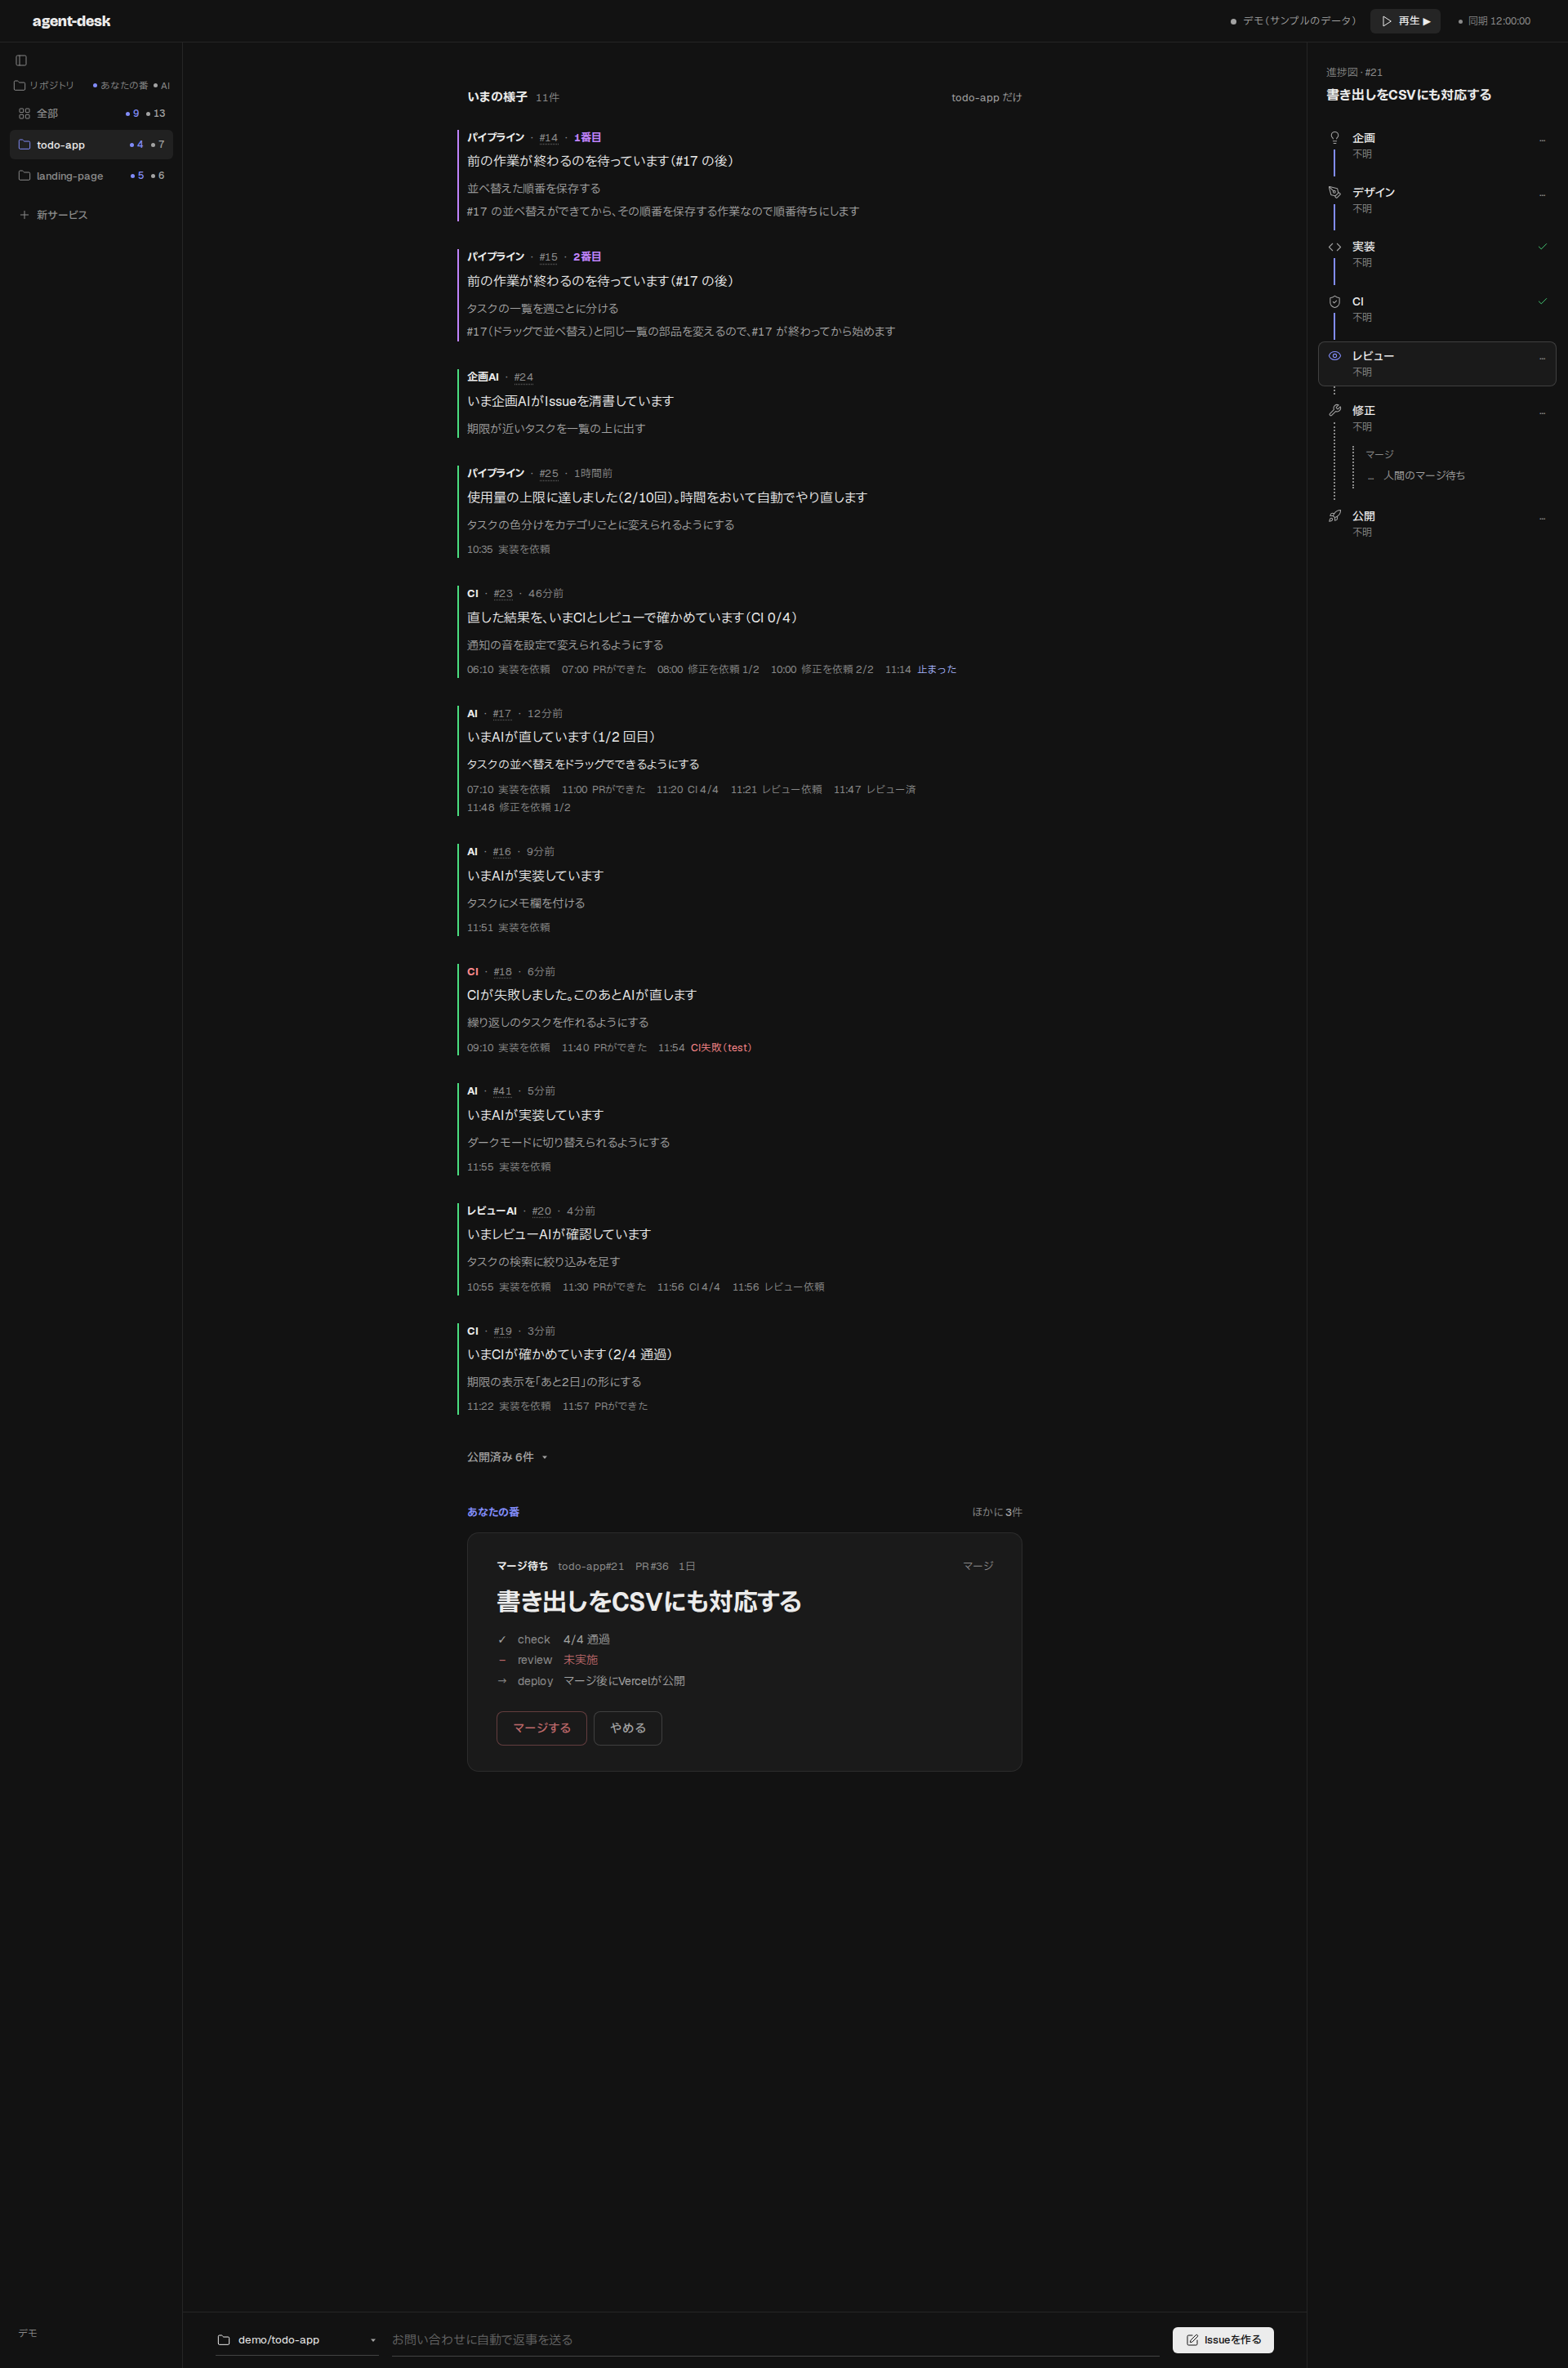 agent-desk
デモ（サンプルのデータ）
再生 ▶
同期 12:00:00
リポジトリ
あなたの番
AI
全部
9
13
todo-app
4
7
landing-page
5
6
新サービス
デモ
いまの様子 11件
todo-app だけ
パイプライン · #14 · 1番目
前の作業が終わるのを待っています（#17 の後）
並べ替えた順番を保存する
#17 の並べ替えができてから、その順番を保存する作業なので順番待ちにします
パイプライン · #15 · 2番目
前の作業が終わるのを待っています（#17 の後）
タスクの一覧を週ごとに分ける
#17（ドラッグで並べ替え）と同じ一覧の部品を変えるので、#17 が終わってから始めます
企画AI · #24
いま企画AIがIssueを清書しています
期限が近いタスクを一覧の上に出す
パイプライン · #25 · 1時間前
使用量の上限に達しました（2/10回）。時間をおいて自動でやり直します
タスクの色分けをカテゴリごとに変えられるようにする
10:35 実装を依頼
CI · #23 · 46分前
直した結果を、いまCIとレビューで確かめています（CI 0/4）
通知の音を設定で変えられるようにする
06:10 実装を依頼 07:00 PRができた 08:00 修正を依頼 1/2 10:00 修正を依頼 2/2 11:14 止まった
AI · #17 · 12分前
いまAIが直しています（1/2 回目）
タスクの並べ替えをドラッグでできるようにする
07:10 実装を依頼 11:00 PRができた 11:20 CI 4/4 11:21 レビュー依頼 11:47 レビュー済
11:48 修正を依頼 1/2
AI · #16 · 9分前
いまAIが実装しています
タスクにメモ欄を付ける
11:51 実装を依頼
CI · #18 · 6分前
CIが失敗しました。このあとAIが直します
繰り返しのタスクを作れるようにする
09:10 実装を依頼 11:40 PRができた 11:54 CI失敗（test）
AI · #41 · 5分前
いまAIが実装しています
ダークモードに切り替えられるようにする
11:55 実装を依頼
レビューAI · #20 · 4分前
いまレビューAIが確認しています
タスクの検索に絞り込みを足す
10:55 実装を依頼 11:30 PRができた 11:56 CI 4/4 11:56 レビュー依頼
CI · #19 · 3分前
いまCIが確かめています（2/4 通過）
期限の表示を「あと2日」の形にする
11:22 実装を依頼 11:57 PRができた
公開済み 6件
あなたの番
ほかに 3件
マージ待ち todo-app#21 PR #36 1日
マージ
書き出しをCSVにも対応する
✓ check 4/4 通過
– review 未実施
→ deploy マージ後にVercelが公開
マージする
やめる
demo/todo-app
お問い合わせに自動で返事を送る
Issueを作る
進捗図 · #21
書き出しをCSVにも対応する
企画 …
不明
デザイン …
不明
実装
不明
CI
不明
レビュー …
不明
修正 …
不明
マージ
… 人間のマージ待ち
公開 …
不明